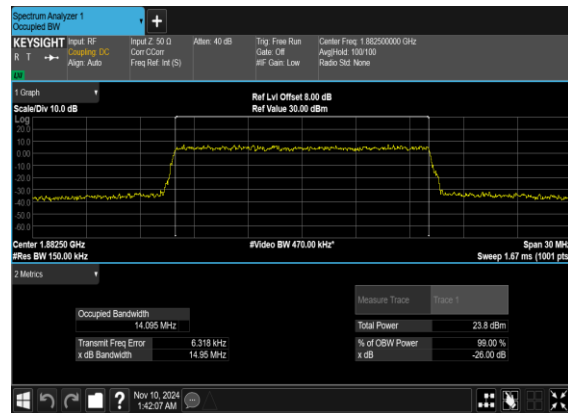 Spectrum Analyzer 1
Occupied BW
KEYSIGHT Input: RF Input Z: 50 Ω Atten: 40 dB Trig: Free Run Center Freq: 1.882500000 GHz
R T Coupling: DC Corr CCorr Gate: Off Avg|Hold: 100/100
Align: Auto Freq Ref: Int (S) #IF Gain: Low Radio Std: None
LW
1 Graph
Ref Lvl Offset 8.00 dB
Scale/Div 10.0 dB Ref Value 30.00 dBm
Log
20.0
10.0
0.00
-10.0
-20.0
-30.0
-40.0
-50.0
-60.0
Center 1.88250 GHz #Video BW 470.00 kHz* Span 30 MHz
#Res BW 150.00 kHz Sweep 1.67 ms (1001 pts)
2 Metrics
Measure Trace Trace 1
Occupied Bandwidth
14.095 MHz Total Power 23.8 dBm
Transmit Freq Error 6.318 kHz % of OBW Power 99.00 %
x dB Bandwidth 14.95 MHz x dB -26.00 dB
? Nov 10, 2024
1:42:07 AM